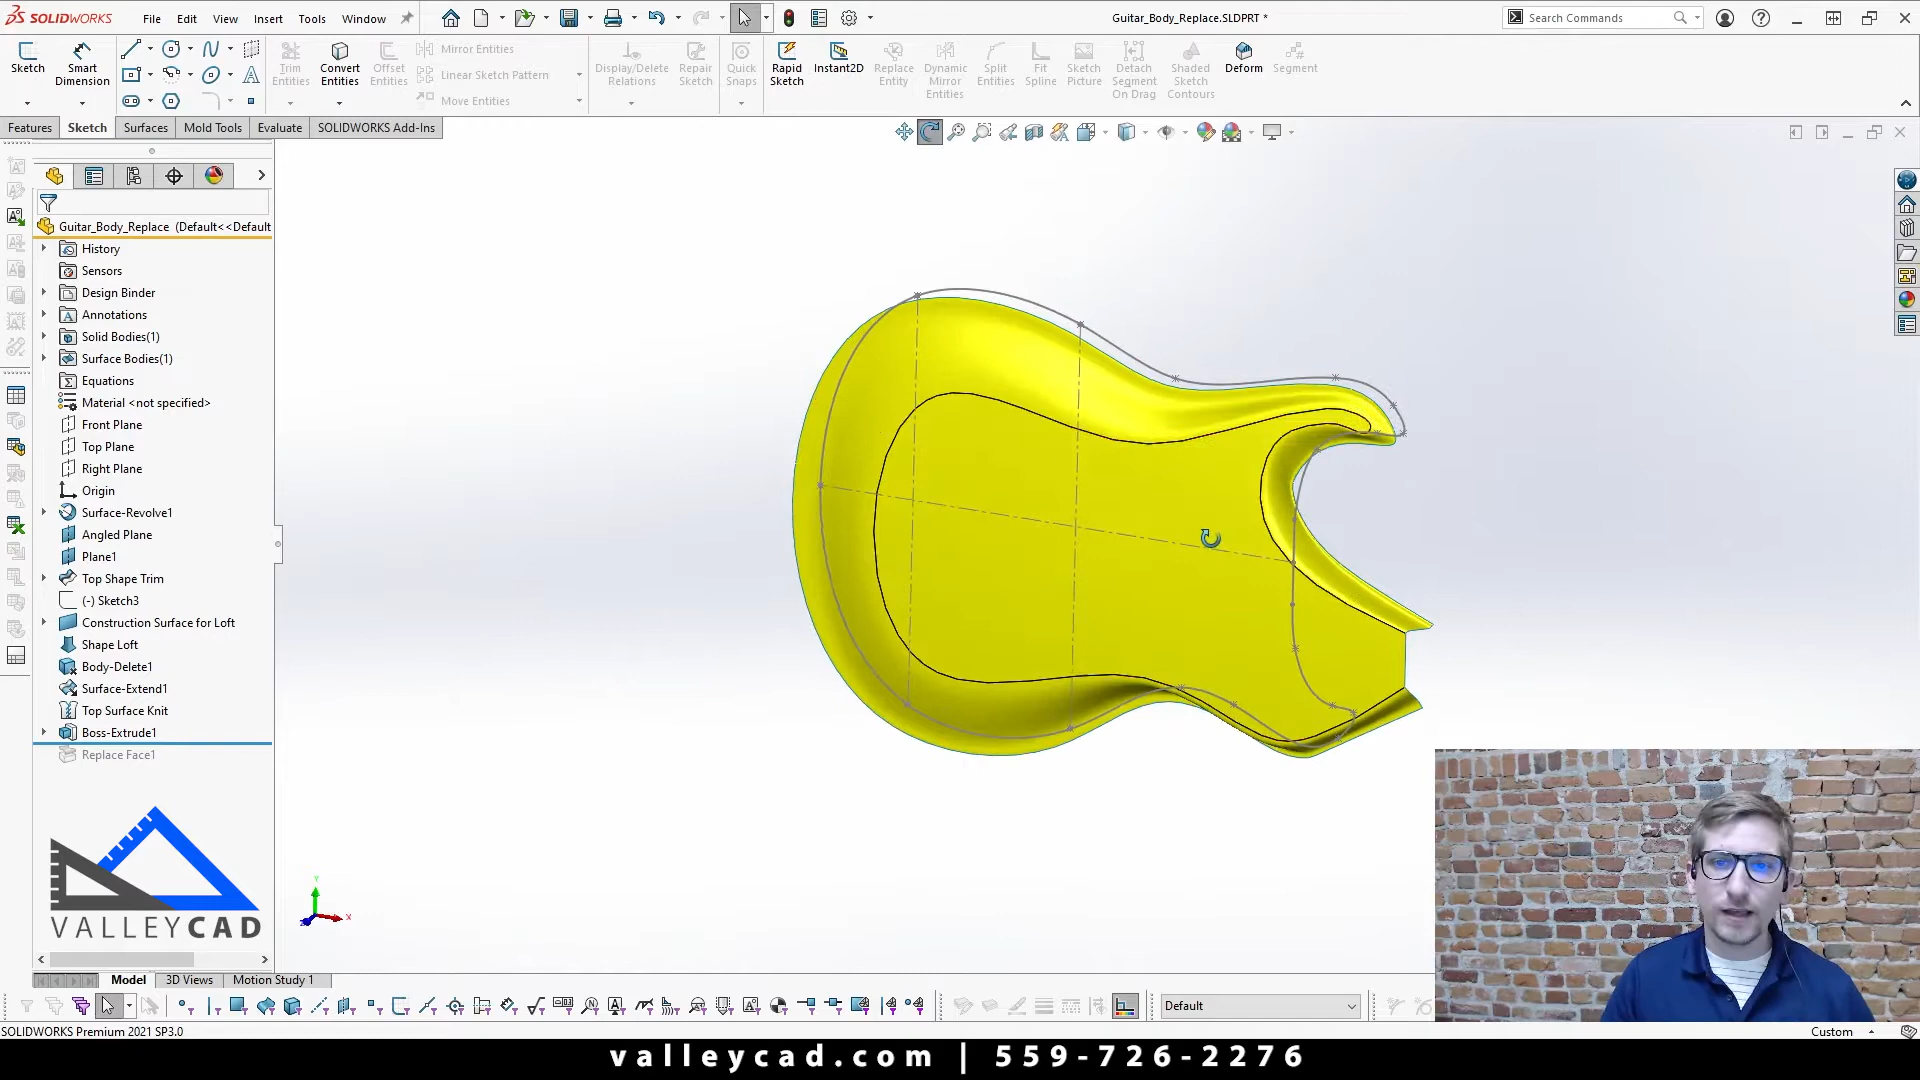 SOLIDWORKS File Edit View Insert Tools Window
Guitar_Body_Replace.SLDPRT *
Search Commands
Sketch
Smart Dimension
Trim Entities
Convert Entities
Offset Entities
Mirror Entities
Linear Sketch Pattern
Move Entities
Display/Delete Relations
Repair Sketch
Quick Snaps
Rapid Sketch
Instant2D
Replace Entity
Dynamic Mirror Entities
Split Entities
Fit Spline
Sketch Picture
Detach Segment On Drag
Shaded Sketch Contours
Deform
Segment
Features Sketch Surfaces Mold Tools Evaluate SOLIDWORKS Add-Ins
Guitar_Body_Replace (Default<<Default
History
Sensors
Design Binder
Annotations
Solid Bodies(1)
Surface Bodies(1)
Equations
Material <not specified>
Front Plane
Top Plane
Right Plane
Origin
Surface-Revolve1
Angled Plane
Plane1
Top Shape Trim
(-) Sketch3
Construction Surface for Loft
Shape Loft
Body-Delete1
Surface-Extend1
Top Surface Knit
Boss-Extrude1
Replace Face1
VALLEYCAD
Y
X
Model 3D Views Motion Study 1
Default
SOLIDWORKS Premium 2021 SP3.0
Custom
valleycad.com | 559-726-2276